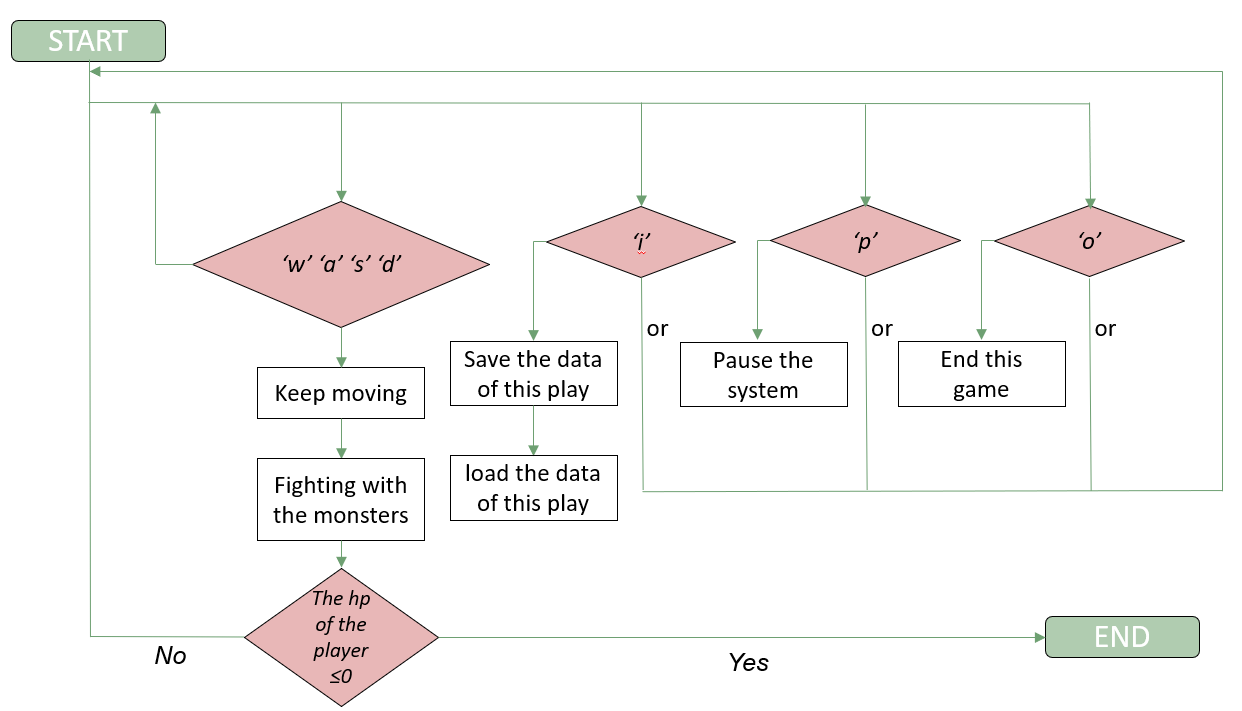 START
‘w’ ‘a’ ‘s’ ‘d’
‘i’
‘p’
‘o’
or
or
or
Keep moving
Save the data
of this play
Pause the
system
End this
game
Fighting with
the monsters
load the data
of this play
The hp
of the
player
≤0
No
Yes
END